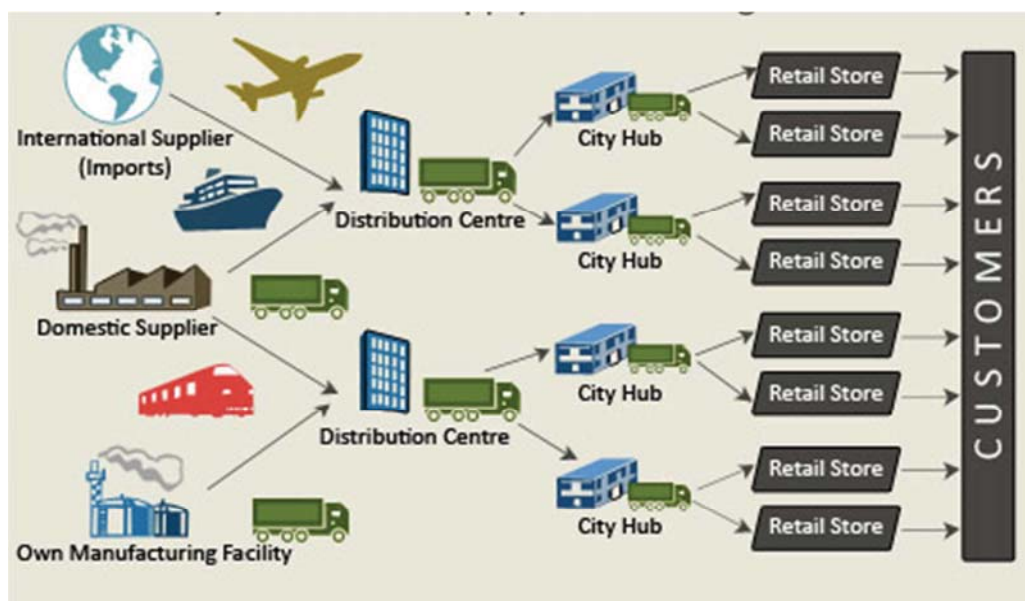 International Supplier
(Imports)
Domestic Supplier
Own Manufacturing Facility
Distribution Centre
Distribution Centre
City Hub
City Hub
City Hub
City Hub
Retail Store
Retail Store
Retail Store
Retail Store
Retail Store
Retail Store
Retail Store
Retail Store
CUSTOMERS